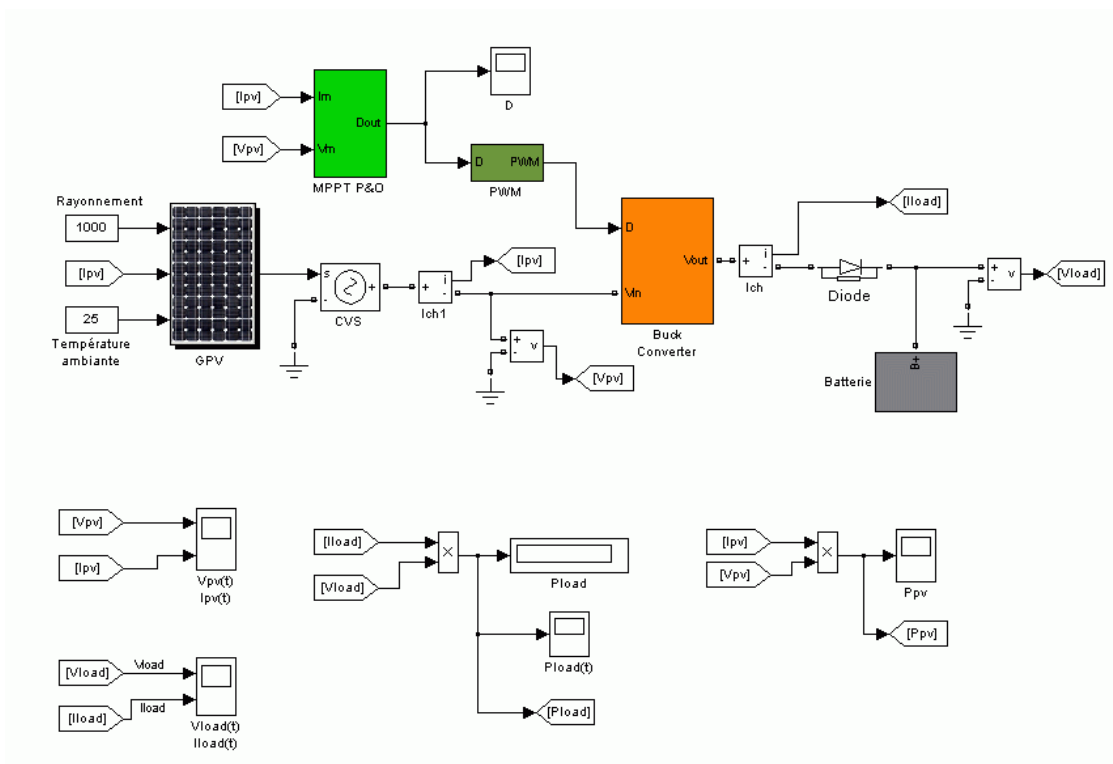 D
[Ipv]
Im
Dout
[Vpv]
Vm
MPPT P&O
D PWM
PWM
Rayonnement
1000
[Ipv]
25
Température
ambiante
GPV
s
-
+
CVS
+
i
-
Ich1
[Ipv]
+
-
v
[Vpv]
D
Vout
Vin
Buck
Converter
+
i
-
Ich
[Iload]
Diode
+
-
v
[Vload]
Batterie
[Vpv]
[Ipv]
Vpv(t)
Ipv(t)
[Iload]
[Vload]
×
Pload
Pload(t)
[Pload]
[Ipv]
[Vpv]
×
Ppv
[Ppv]
[Vload]
Vload
[Iload]
Iload
Vload(t)
Iload(t)